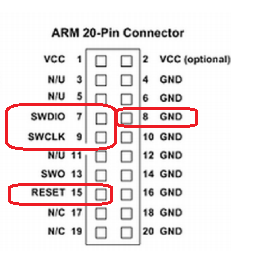 ARM 20-Pin Connector
VCC 1 2 VCC (optional)
N/U 3 4 GND
N/U 5 6 GND
SWDIO 7 8 GND
SWCLK 9 10 GND
N/U 11 12 GND
SWO 13 14 GND
RESET 15 16 GND
N/C 17 18 GND
N/C 19 20 GND